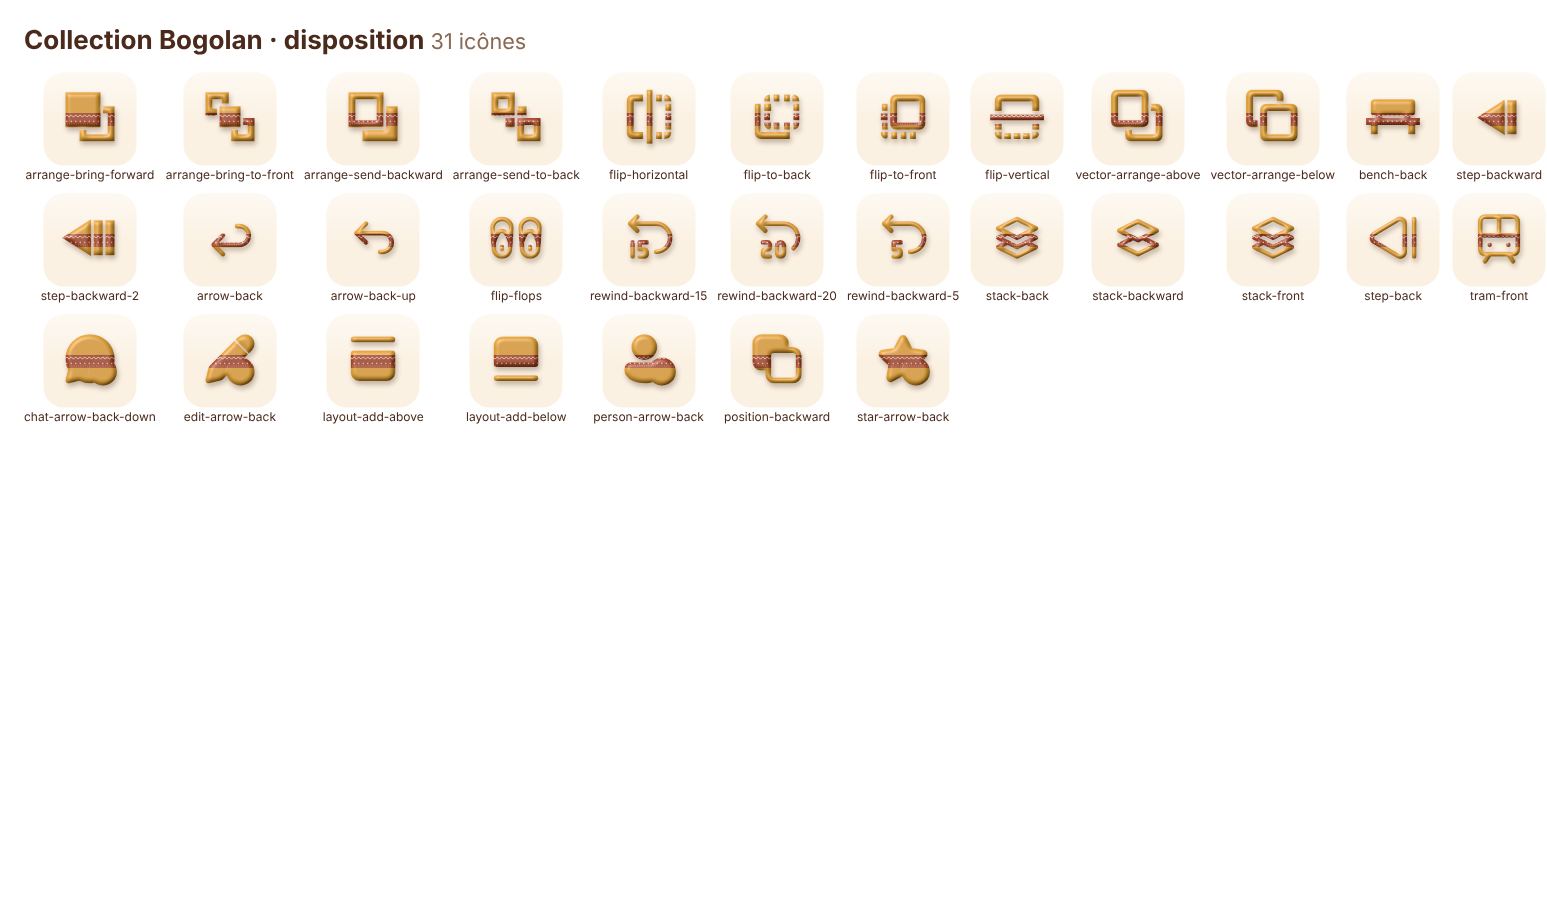 Collection Bogolan · disposition 31 icônes
arrange-bring-forward arrange-bring-to-front arrange-send-backward arrange-send-to-back flip-horizontal flip-to-back flip-to-front flip-vertical vector-arrange-above vector-arrange-below bench-back step-backward
15 20 5
step-backward-2 arrow-back arrow-back-up flip-flops rewind-backward-15 rewind-backward-20 rewind-backward-5 stack-back stack-backward stack-front step-back tram-front
chat-arrow-back-down edit-arrow-back layout-add-above layout-add-below person-arrow-back position-backward star-arrow-back